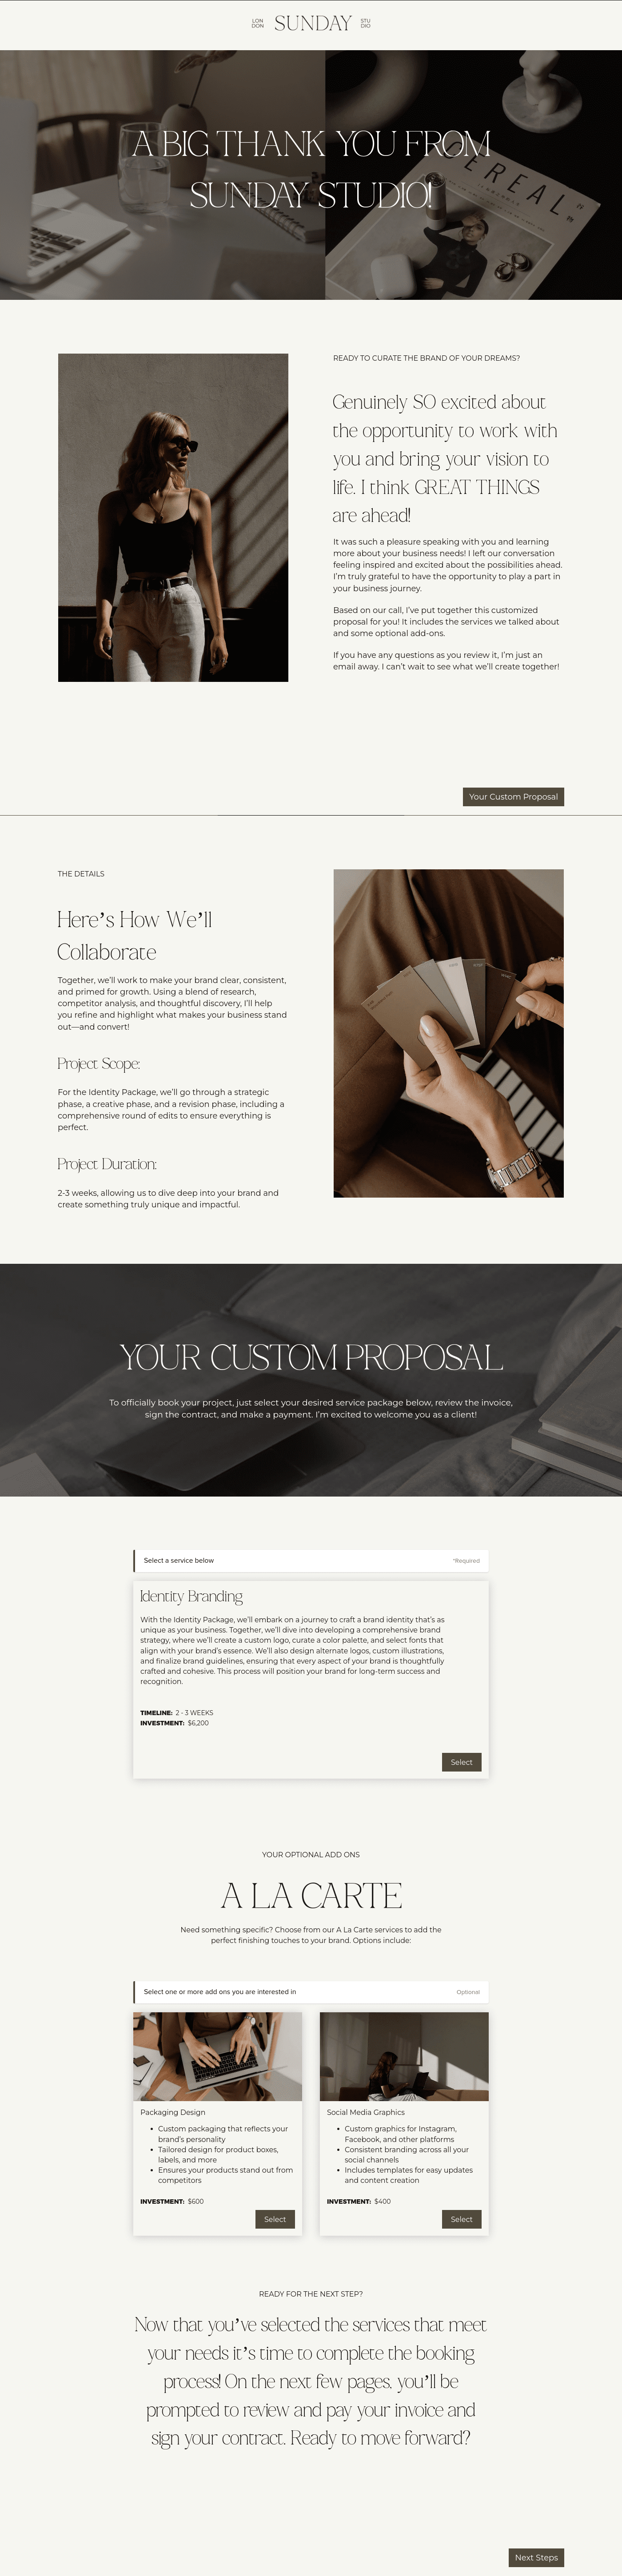 LON
DON
SUNDAY
STU
DIO
A BIG THANK YOU FROM
SUNDAY STUDIO!
EREAL
READY TO CURATE THE BRAND OF YOUR DREAMS?
Genuinely SO excited about
the opportunity to work with
you and bring your vision to
life. I think GREAT THINGS
are ahead!
It was such a pleasure speaking with you and learning
more about your business needs! I left our conversation
feeling inspired and excited about the possibilities ahead.
I'm truly grateful to have the opportunity to play a part in
your business journey.
Based on our call, I've put together this customized
proposal for you! It includes the services we talked about
and some optional add-ons.
If you have any questions as you review it, I'm just an
email away. I can't wait to see what we'll create together!
Your Custom Proposal
THE DETAILS
Here's How We'll
Collaborate
Together, we'll work to make your brand clear, consistent,
and primed for growth. Using a blend of research,
competitor analysis, and thoughtful discovery, I'll help
you refine and highlight what makes your business stand
out—and convert!
Project Scope:
For the Identity Package, we'll go through a strategic
phase, a creative phase, and a revision phase, including a
comprehensive round of edits to ensure everything is
perfect.
Project Duration:
2-3 weeks, allowing us to dive deep into your brand and
create something truly unique and impactful.
YOUR CUSTOM PROPOSAL
To officially book your project, just select your desired service package below, review the invoice,
sign the contract, and make a payment. I'm excited to welcome you as a client!
Select a service below
*Required
Identity Branding
With the Identity Package, we'll embark on a journey to craft a brand identity that's as
unique as your business. Together, we'll dive into developing a comprehensive brand
strategy, where we'll create a custom logo, curate a color palette, and select fonts that
align with your brand's essence. We'll also design alternate logos, custom illustrations,
and finalize brand guidelines, ensuring that every aspect of your brand is thoughtfully
crafted and cohesive. This process will position your brand for long-term success and
recognition.
TIMELINE: 2 - 3 WEEKS
INVESTMENT: $6,200
Select
YOUR OPTIONAL ADD ONS
A LA CARTE
Need something specific? Choose from our A La Carte services to add the
perfect finishing touches to your brand. Options include:
Select one or more add ons you are interested in
Optional
Packaging Design
• Custom packaging that reflects your
brand's personality
• Tailored design for product boxes,
labels, and more
• Ensures your products stand out from
competitors
INVESTMENT: $600
Select
Social Media Graphics
• Custom graphics for Instagram,
Facebook, and other platforms
• Consistent branding across all your
social channels
• Includes templates for easy updates
and content creation
INVESTMENT: $400
Select
READY FOR THE NEXT STEP?
Now that you've selected the services that meet
your needs it's time to complete the booking
process! On the next few pages, you'll be
prompted to review and pay your invoice and
sign your contract. Ready to move forward?
Next Steps